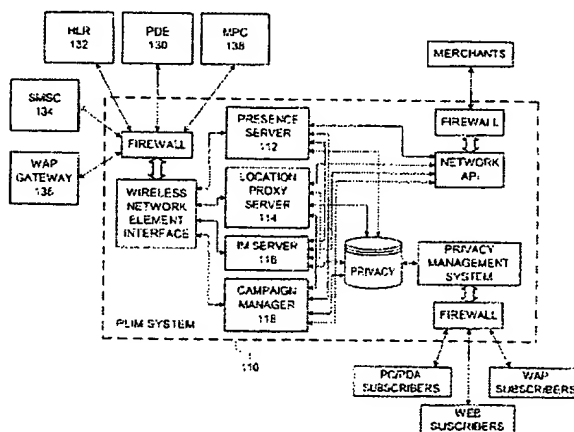 HLR
132
PDE
130
MPC
138
MERCHANTS
SMSC
134
FIREWALL
PRESENCE
SERVER
112
FIREWALL
WAP
GATEWAY
136
WIRELESS
NETWORK
ELEMENT
INTERFACE
LOCATION
PROXY
SERVER
114
NETWORK
API
IM SERVER
116
PRIVACY
PRIVACY
MANAGEMENT
SYSTEM
CAMPAIGN
MANAGER
118
FIREWALL
PLIM SYSTEM
110
PC/PDA
SUBSCRIBERS
WAP
SUBSCRIBERS
WEB
SUSCRIBERS